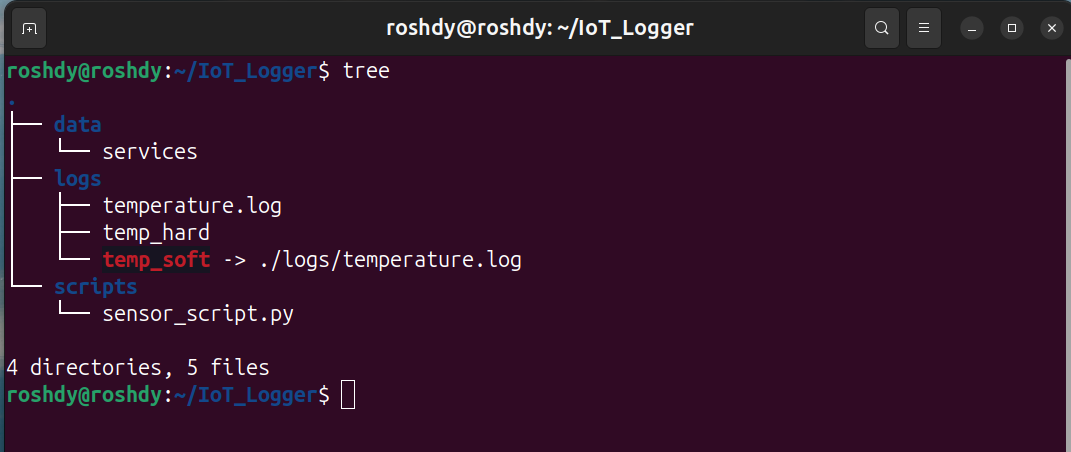 roshdy@roshdy: ~/IoT_Logger
roshdy@roshdy:~/IoT_Logger$ tree
.
├── data
│   └── services
├── logs
│   ├── temperature.log
│   ├── temp_hard
│   └── temp_soft -> ./logs/temperature.log
└── scripts
    └── sensor_script.py
4 directories, 5 files
roshdy@roshdy:~/IoT_Logger$